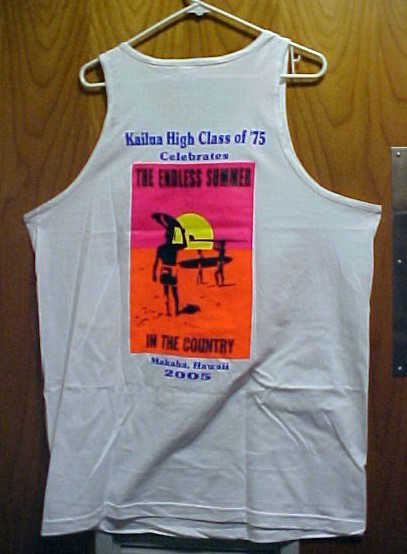 Kailua High Class of '75
Celebrates
THE ENDLESS SUMMER
IN THE COUNTRY
Makaha, Hawaii
2005